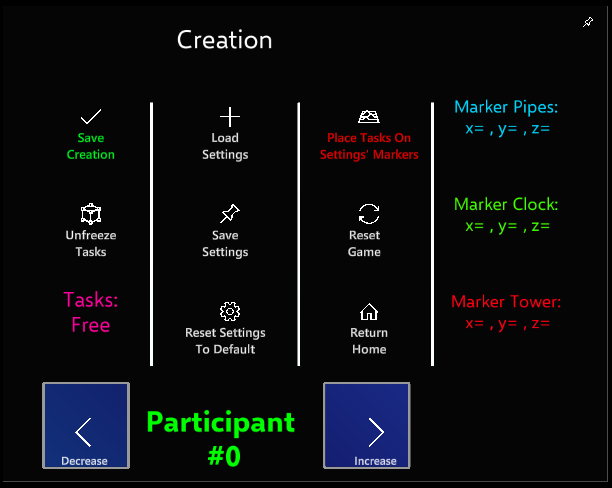 Creation
Save
Creation
Load
Settings
Place Tasks On
Settings' Markers
Marker Pipes:
x= , y= , z=
Unfreeze
Tasks
Save
Settings
Reset
Game
Marker Clock:
x= , y= , z=
Tasks:
Free
Reset Settings
To Default
Return
Home
Marker Tower:
x= , y= , z=
Decrease
Participant
#0
Increase